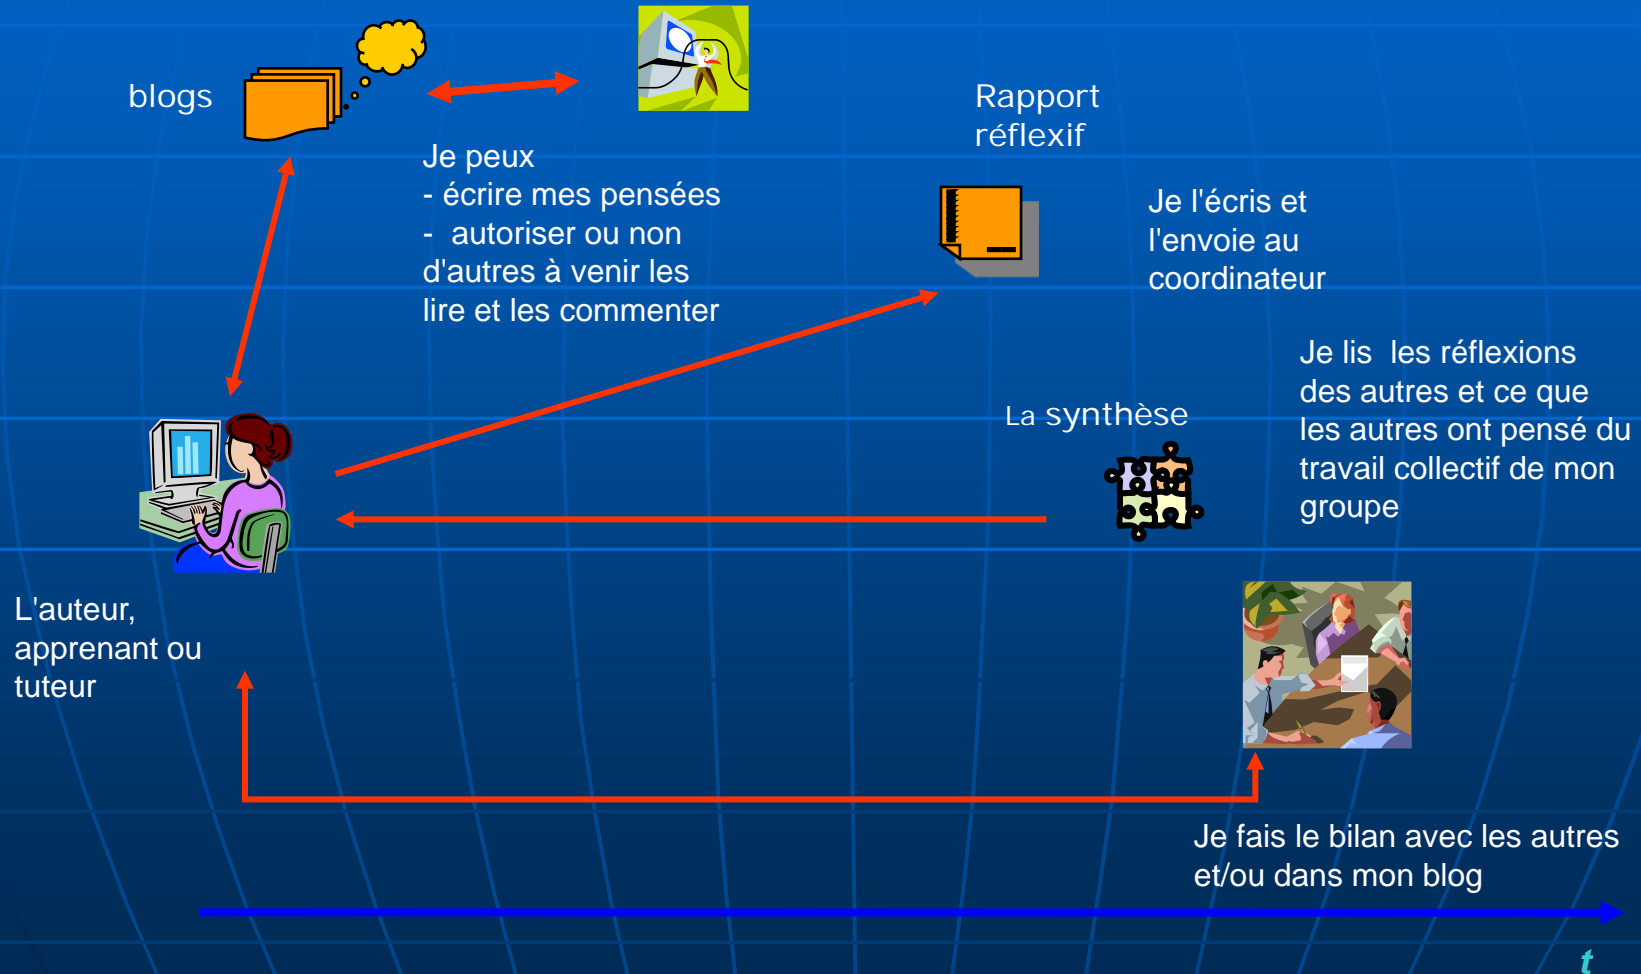 blogs
Je peux
- écrire mes pensées
-  autoriser ou non
d'autres à venir les
lire et les commenter
Rapport
réflexif
Je l'écris et
l'envoie au
coordinateur
La synthèse
Je lis  les réflexions
des autres et ce que
les autres ont pensé du
travail collectif de mon
groupe
L'auteur,
apprenant ou
tuteur
Je fais le bilan avec les autres
et/ou dans mon blog
t